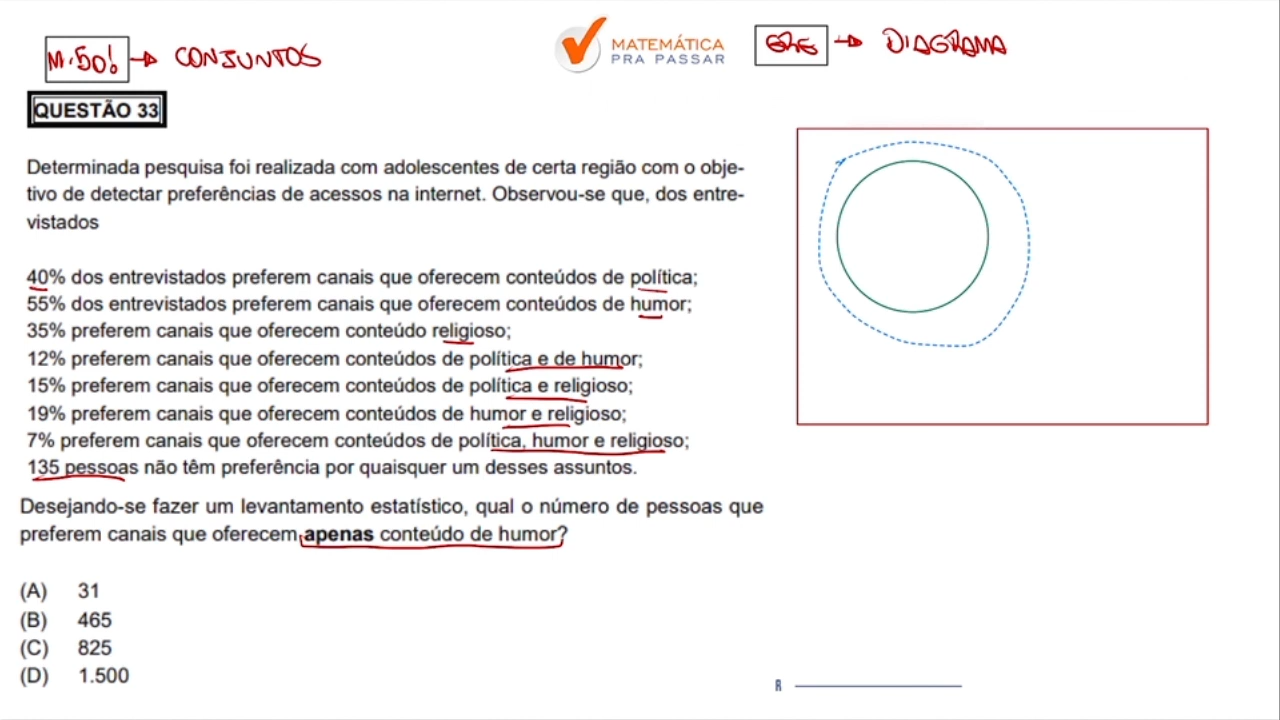 M.50! → CONJUNTOS
MATEMÁTICA
PRA PASSAR
→ DIAGRAMA
QUESTÃO 33
Determinada pesquisa foi realizada com adolescentes de certa região com o obje-
tivo de detectar preferências de acessos na internet. Observou-se que, dos entre-
vistados
40% dos entrevistados preferem canais que oferecem conteúdos de política;
55% dos entrevistados preferem canais que oferecem conteúdos de humor;
35% preferem canais que oferecem conteúdo religioso;
12% preferem canais que oferecem conteúdos de política e de humor;
15% preferem canais que oferecem conteúdos de política e religioso;
19% preferem canais que oferecem conteúdos de humor e religioso;
7% preferem canais que oferecem conteúdos de política, humor e religioso;
135 pessoas não têm preferência por quaisquer um desses assuntos.
Desejando-se fazer um levantamento estatístico, qual o número de pessoas que
preferem canais que oferecem apenas conteúdo de humor?
(A) 31
(B) 465
(C) 825
(D) 1.500
R